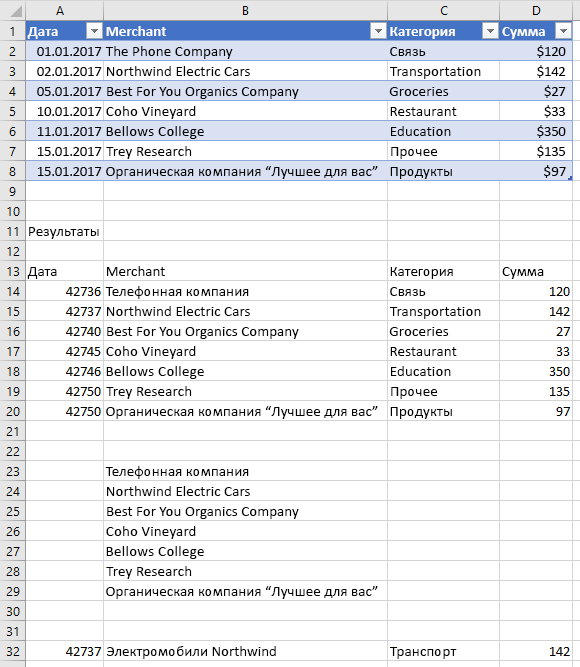 A B C D
1 Дата Merchant Категория Сумма
2 01.01.2017 The Phone Company Связь $120
3 02.01.2017 Northwind Electric Cars Transportation $142
4 05.01.2017 Best For You Organics Company Groceries $27
5 10.01.2017 Coho Vineyard Restaurant $33
6 11.01.2017 Bellows College Education $350
7 15.01.2017 Trey Research Прочее $135
8 15.01.2017 Органическая компания “Лучшее для вас” Продукты $97
9
10
11 Результаты
12
13 Дата Merchant Категория Сумма
14 42736 Телефонная компания Связь 120
15 42737 Northwind Electric Cars Transportation 142
16 42740 Best For You Organics Company Groceries 27
17 42745 Coho Vineyard Restaurant 33
18 42746 Bellows College Education 350
19 42750 Trey Research Прочее 135
20 42750 Органическая компания “Лучшее для вас” Продукты 97
21
22
23 Телефонная компания
24 Northwind Electric Cars
25 Best For You Organics Company
26 Coho Vineyard
27 Bellows College
28 Trey Research
29 Органическая компания “Лучшее для вас”
30
31
32 42737 Электромобили Northwind Транспорт 142